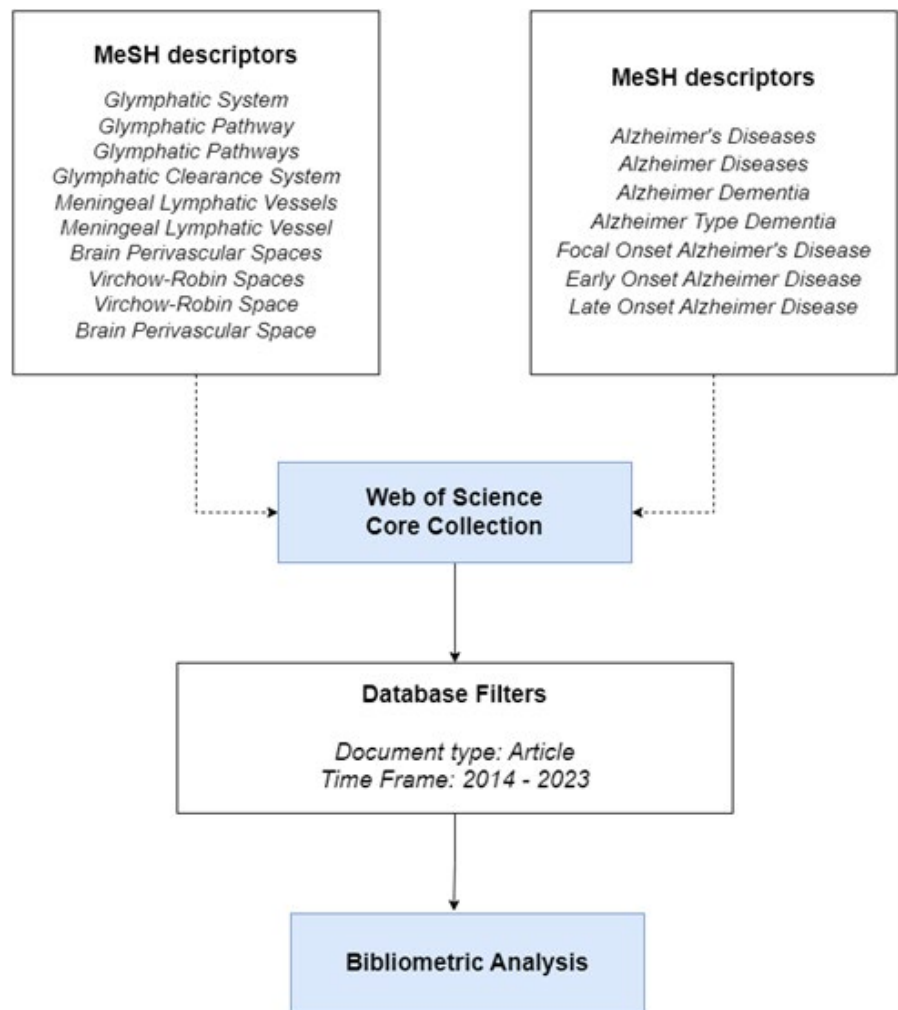 MeSH descriptors
Glymphatic System
Glymphatic Pathway
Glymphatic Pathways
Glymphatic Clearance System
Meningeal Lymphatic Vessels
Meningeal Lymphatic Vessel
Brain Perivascular Spaces
Virchow-Robin Spaces
Virchow-Robin Space
Brain Perivascular Space
MeSH descriptors
Alzheimer's Diseases
Alzheimer Diseases
Alzheimer Dementia
Alzheimer Type Dementia
Focal Onset Alzheimer's Disease
Early Onset Alzheimer Disease
Late Onset Alzheimer Disease
Web of Science
Core Collection
Database Filters
Document type: Article
Time Frame: 2014 - 2023
Bibliometric Analysis